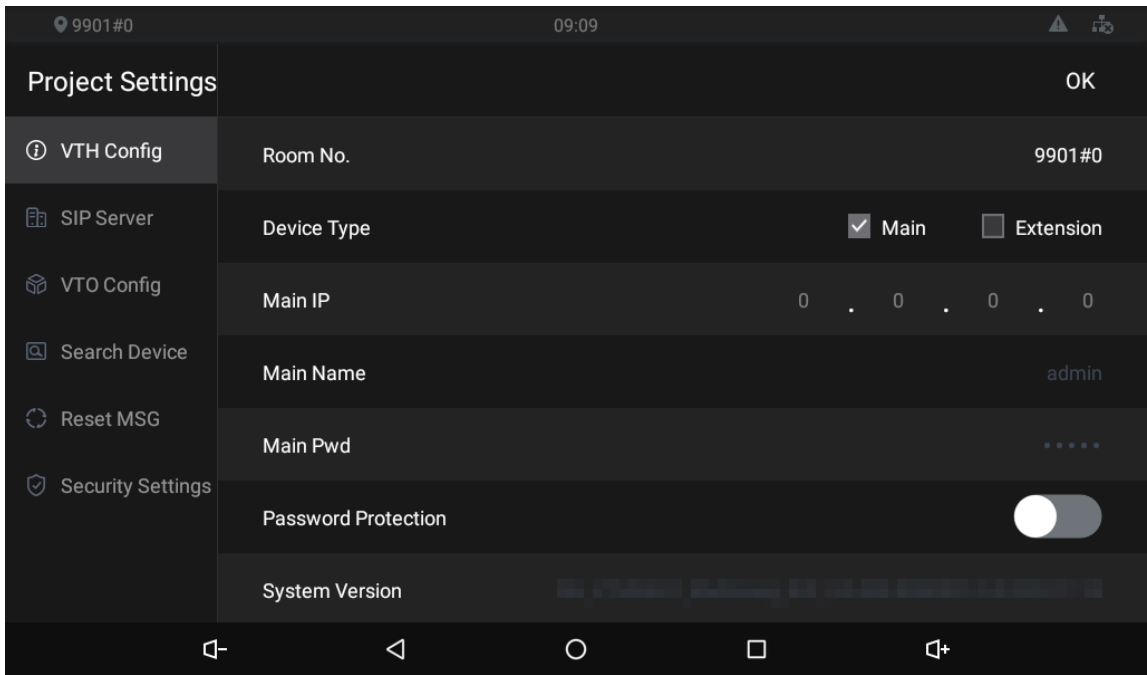 9901#0 09:09
Project Settings OK
VTH Config
SIP Server
VTO Config
Search Device
Reset MSG
Security Settings
Room No. 9901#0
Device Type Main Extension
Main IP 0 . 0 . 0 . 0
Main Name admin
Main Pwd •••••
Password Protection
System Version